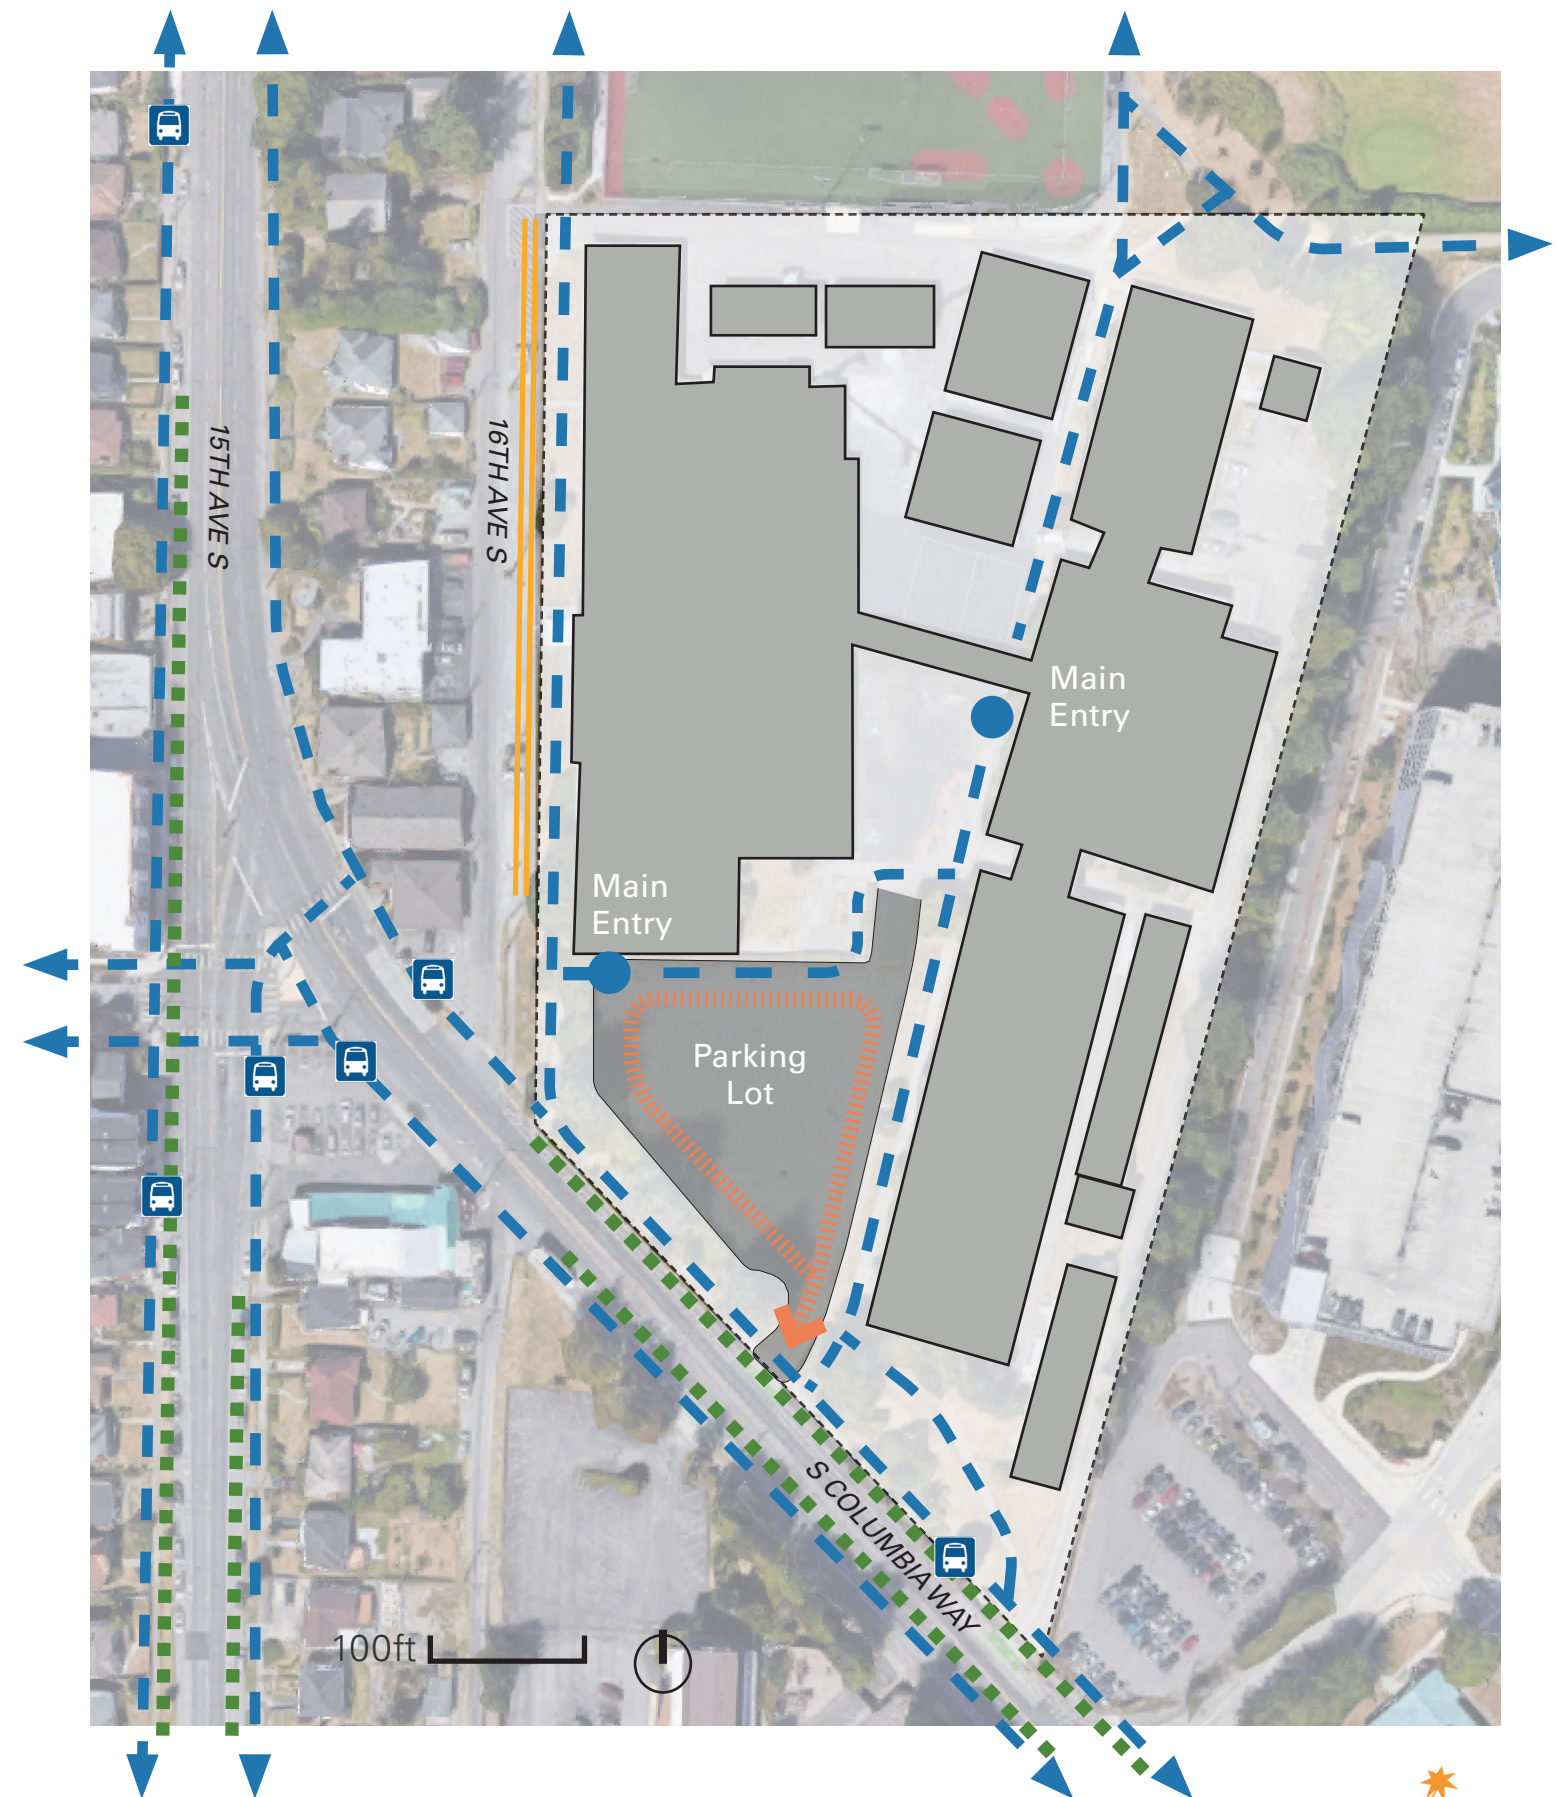 15TH AVE S
16TH AVE S
Main
Entry
Main
Entry
Parking
Lot
S COLUMBIA WAY
100ft